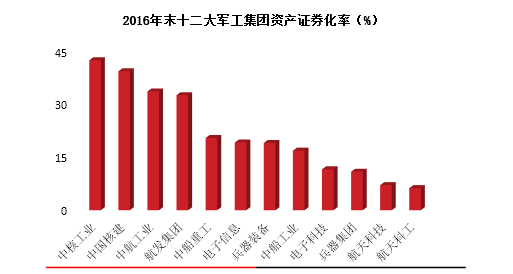 2016年末十二大军工集团资产证券化率（%）
45
30
15
0
中核工业
中国核建
中航工业
航发集团
中船重工
电子信息
兵器装备
中船工业
电子科技
兵器集团
航天科技
航天科工